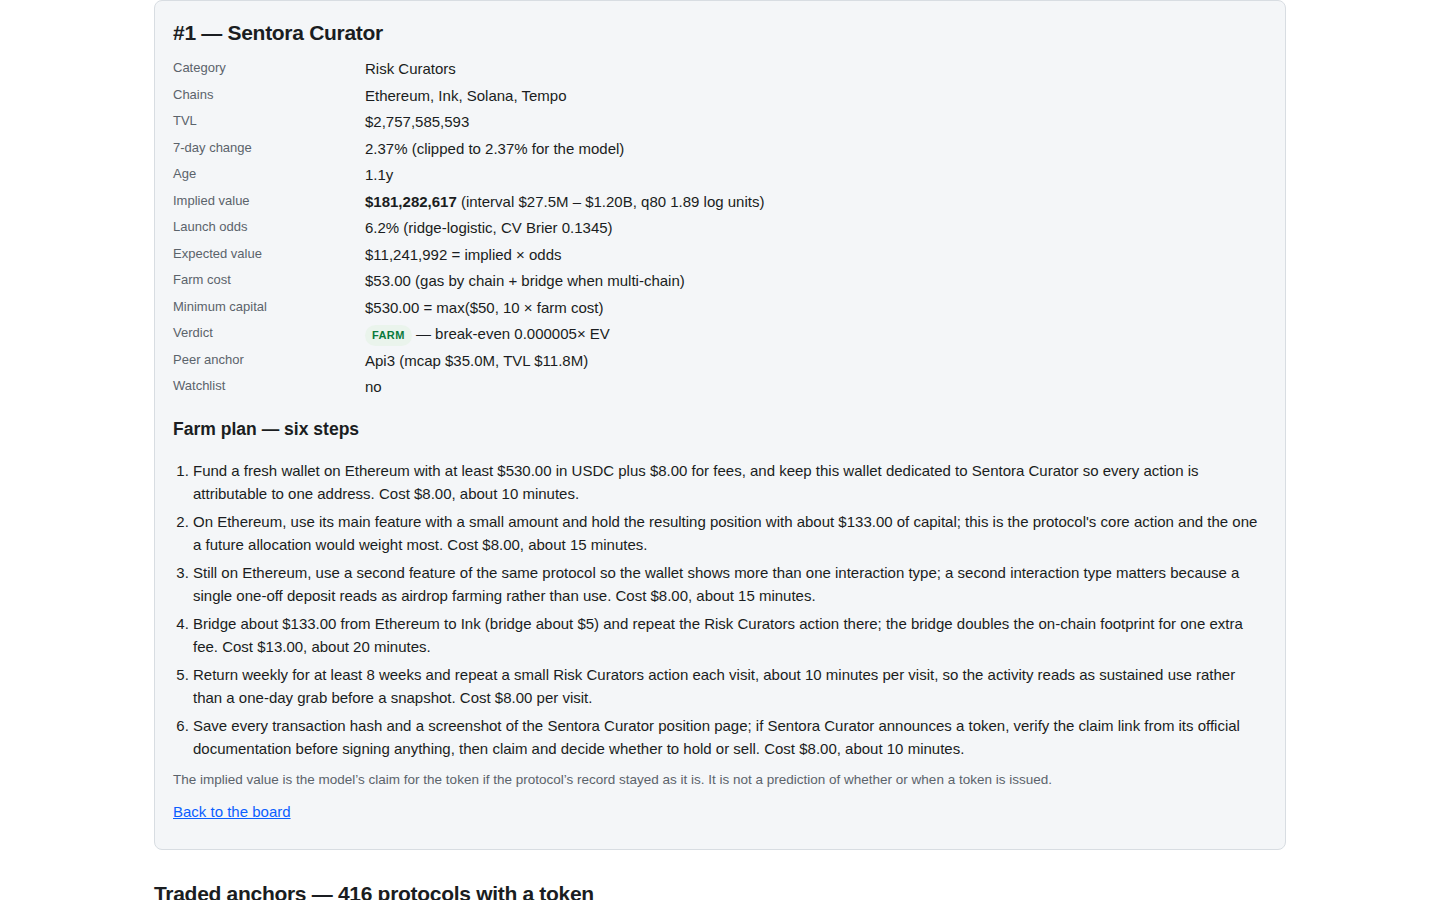 #1 — Sentora Curator
Category Risk Curators
Chains Ethereum, Ink, Solana, Tempo
TVL $2,757,585,593
7-day change 2.37% (clipped to 2.37% for the model)
Age 1.1y
Implied value $181,282,617 (interval $27.5M – $1.20B, q80 1.89 log units)
Launch odds 6.2% (ridge-logistic, CV Brier 0.1345)
Expected value $11,241,992 = implied × odds
Farm cost $53.00 (gas by chain + bridge when multi-chain)
Minimum capital $530.00 = max($50, 10 × farm cost)
Verdict FARM — break-even 0.000005× EV
Peer anchor Api3 (mcap $35.0M, TVL $11.8M)
Watchlist no
Farm plan — six steps
1. Fund a fresh wallet on Ethereum with at least $530.00 in USDC plus $8.00 for fees, and keep this wallet dedicated to Sentora Curator so every action is
attributable to one address. Cost $8.00, about 10 minutes.
2. On Ethereum, use its main feature with a small amount and hold the resulting position with about $133.00 of capital; this is the protocol's core action and the one
a future allocation would weight most. Cost $8.00, about 15 minutes.
3. Still on Ethereum, use a second feature of the same protocol so the wallet shows more than one interaction type; a second interaction type matters because a
single one-off deposit reads as airdrop farming rather than use. Cost $8.00, about 15 minutes.
4. Bridge about $133.00 from Ethereum to Ink (bridge about $5) and repeat the Risk Curators action there; the bridge doubles the on-chain footprint for one extra
fee. Cost $13.00, about 20 minutes.
5. Return weekly for at least 8 weeks and repeat a small Risk Curators action each visit, about 10 minutes per visit, so the activity reads as sustained use rather
than a one-day grab before a snapshot. Cost $8.00 per visit.
6. Save every transaction hash and a screenshot of the Sentora Curator position page; if Sentora Curator announces a token, verify the claim link from its official
documentation before signing anything, then claim and decide whether to hold or sell. Cost $8.00, about 10 minutes.
The implied value is the model's claim for the token if the protocol's record stayed as it is. It is not a prediction of whether or when a token is issued.
Back to the board
Traded anchors — 416 protocols with a token